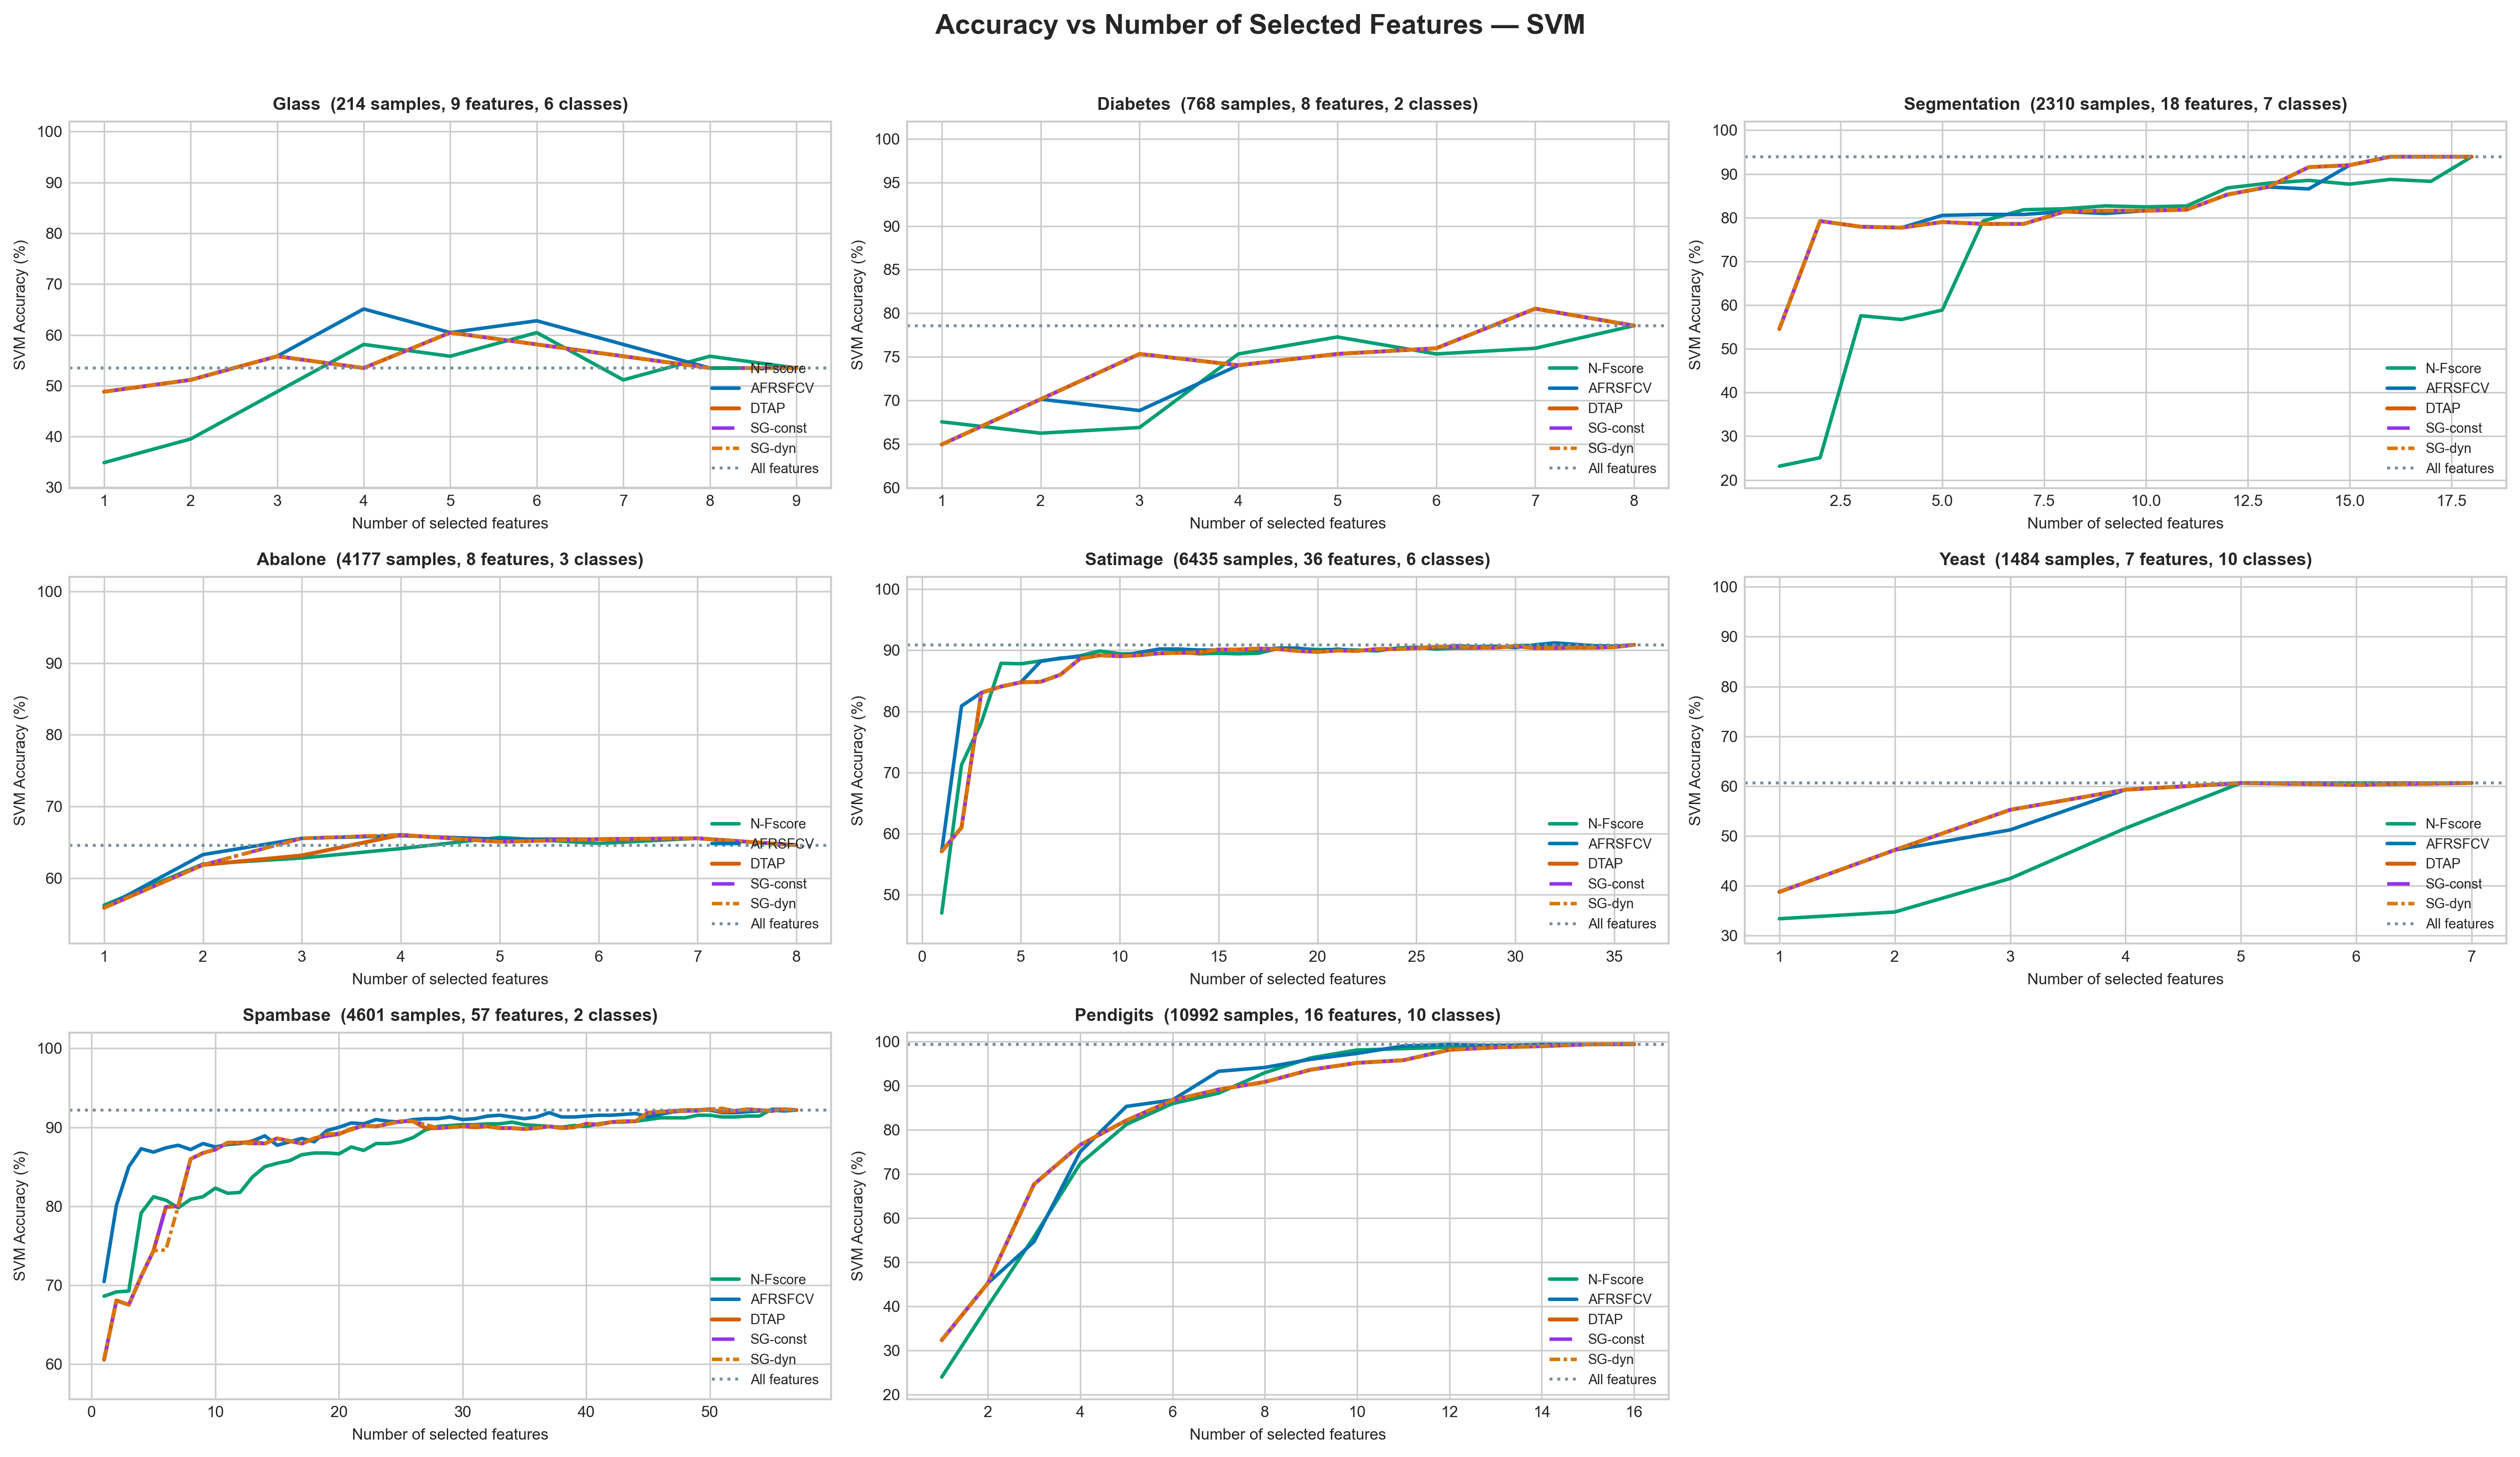 Accuracy vs Number of Selected Features — SVM
Glass  (214 samples, 9 features, 6 classes)
SVM Accuracy (%)
100
90
80
70
60
50
40
30
1 2 3 4 5 6 7 8 9
Number of selected features
N-Fscore
AFRSFCV
DTAP
SG-const
SG-dyn
All features
Diabetes  (768 samples, 8 features, 2 classes)
SVM Accuracy (%)
100
95
90
85
80
75
70
65
60
1 2 3 4 5 6 7 8
Number of selected features
N-Fscore
AFRSFCV
DTAP
SG-const
SG-dyn
All features
Segmentation  (2310 samples, 18 features, 7 classes)
SVM Accuracy (%)
100
90
80
70
60
50
40
30
20
2.5 5.0 7.5 10.0 12.5 15.0 17.5
Number of selected features
N-Fscore
AFRSFCV
DTAP
SG-const
SG-dyn
All features
Abalone  (4177 samples, 8 features, 3 classes)
SVM Accuracy (%)
100
90
80
70
60
1 2 3 4 5 6 7 8
Number of selected features
N-Fscore
AFRSFCV
DTAP
SG-const
SG-dyn
All features
Satimage  (6435 samples, 36 features, 6 classes)
SVM Accuracy (%)
100
90
80
70
60
50
0 5 10 15 20 25 30 35
Number of selected features
N-Fscore
AFRSFCV
DTAP
SG-const
SG-dyn
All features
Yeast  (1484 samples, 7 features, 10 classes)
SVM Accuracy (%)
100
90
80
70
60
50
40
30
1 2 3 4 5 6 7
Number of selected features
N-Fscore
AFRSFCV
DTAP
SG-const
SG-dyn
All features
Spambase  (4601 samples, 57 features, 2 classes)
SVM Accuracy (%)
100
90
80
70
60
0 10 20 30 40 50
Number of selected features
N-Fscore
AFRSFCV
DTAP
SG-const
SG-dyn
All features
Pendigits  (10992 samples, 16 features, 10 classes)
SVM Accuracy (%)
100
90
80
70
60
50
40
30
20
2 4 6 8 10 12 14 16
Number of selected features
N-Fscore
AFRSFCV
DTAP
SG-const
SG-dyn
All features